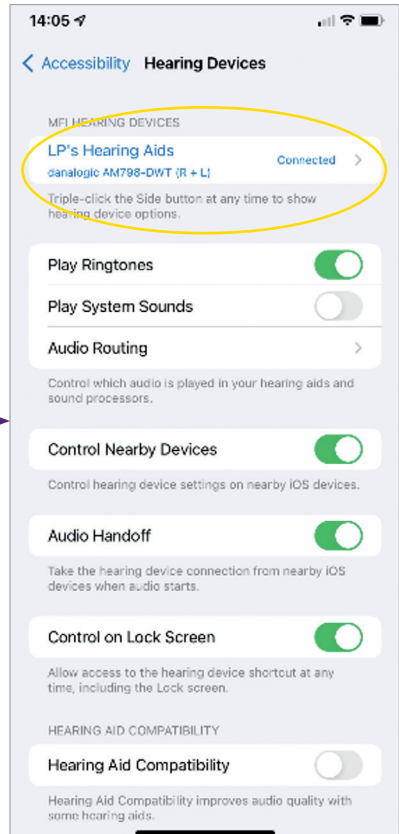 14:05
Accessibility Hearing Devices
MFI HEARING DEVICES
LP's Hearing Aids
Connected
danalogic AM798-DWT (R + L)
Triple-click the Side button at any time to show
hearing device options.
Play Ringtones
Play System Sounds
Audio Routing
Control which audio is played in your hearing aids and
sound processors.
Control Nearby Devices
Control hearing device settings on nearby iOS devices.
Audio Handoff
Take the hearing device connection from nearby iOS
devices when audio starts.
Control on Lock Screen
Allow access to the hearing device shortcut at any
time, including the Lock screen.
HEARING AID COMPATIBILITY
Hearing Aid Compatibility
Hearing Aid Compatibility improves audio quality with
some hearing aids.